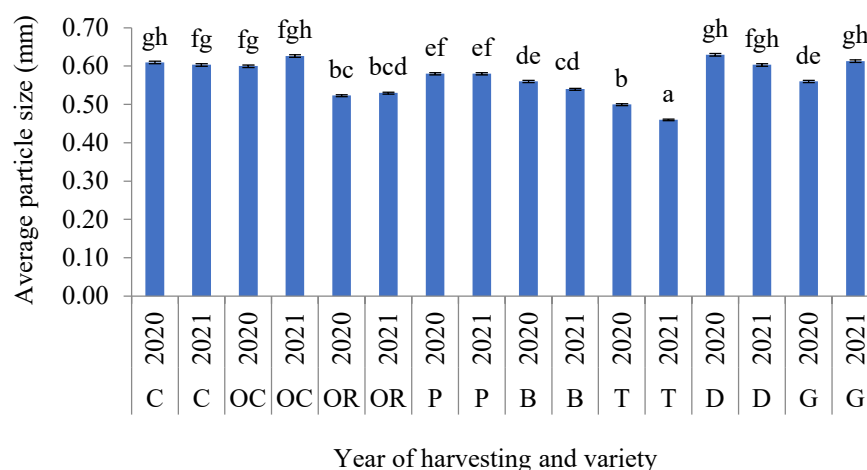 Average particle size (mm)
0.70
0.60
0.50
0.40
0.30
0.20
0.10
0.00
gh fg fg fgh bc bcd ef ef de cd b a gh fgh de gh
2020 2021 2020 2021 2020 2021 2020 2021 2020 2021 2020 2021 2020 2021 2020 2021
C C OC OC OR OR P P B B T T D D G G
Year of harvesting and variety